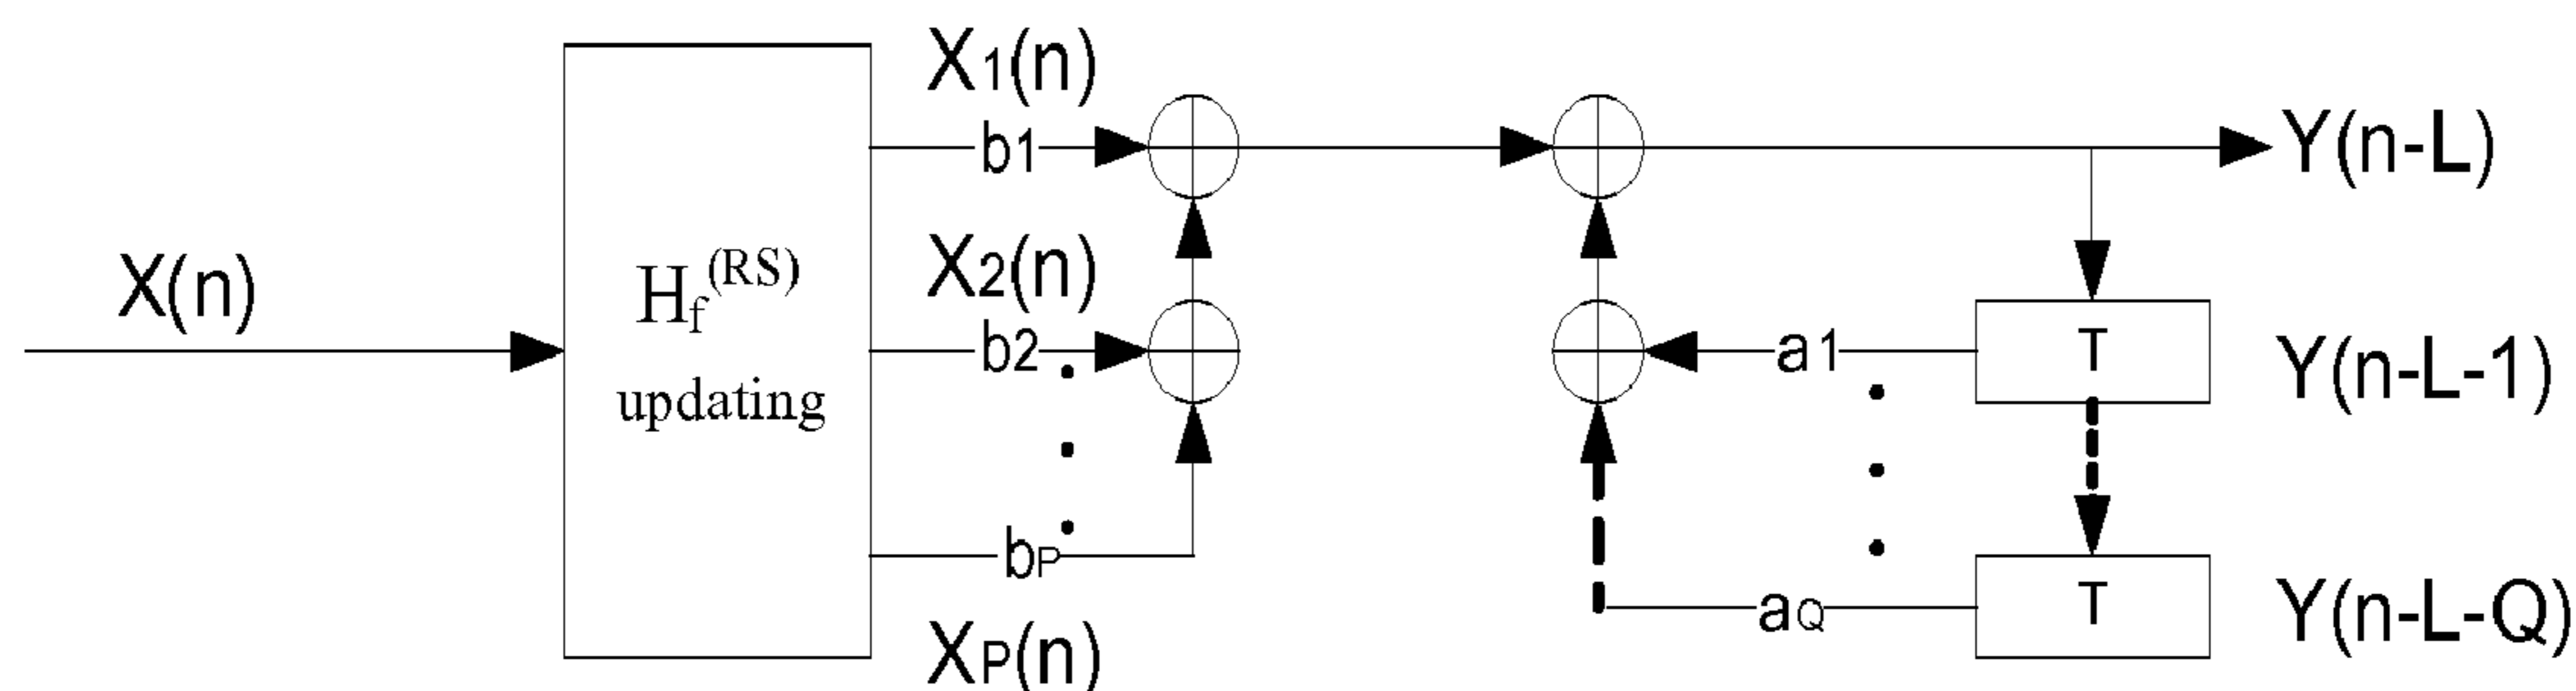 X(n)
Hf(RS)
updating
X1(n)
b1
X2(n)
b2
bP
XP(n)
Y(n-L)
a1
T
Y(n-L-1)
aQ
T
Y(n-L-Q)